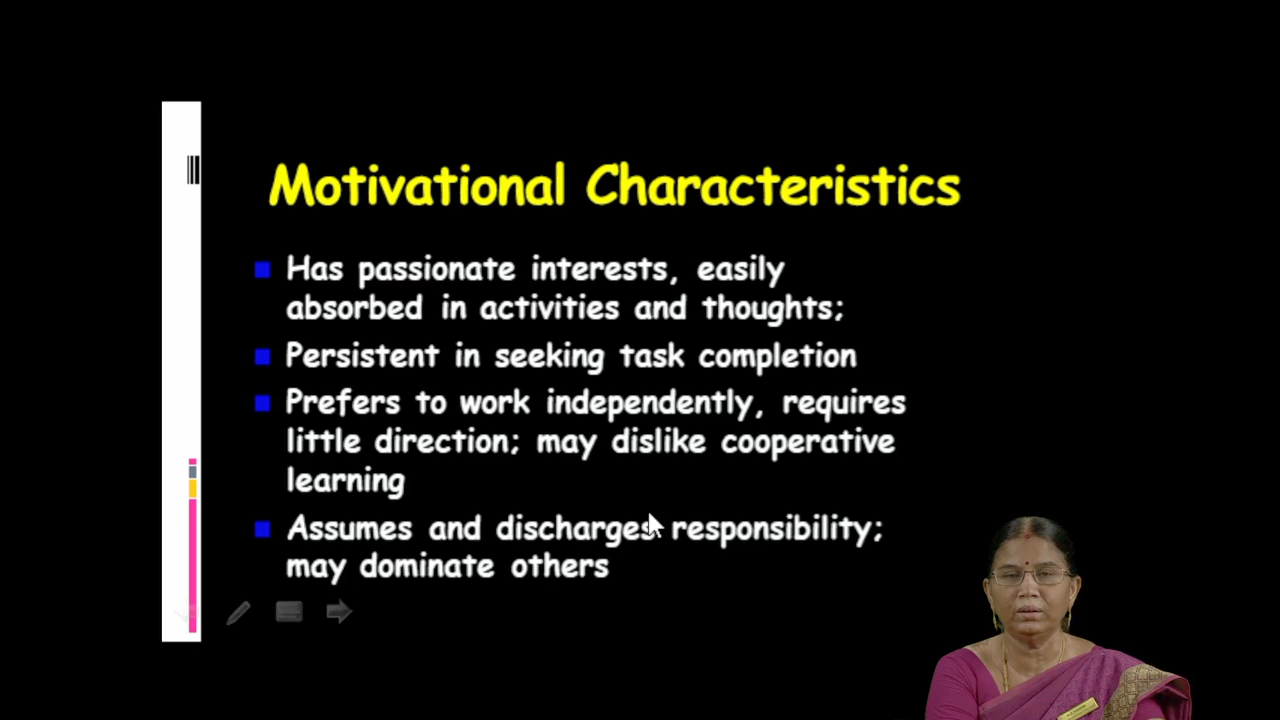 Motivational Characteristics
Has passionate interests, easily
absorbed in activities and thoughts;
Persistent in seeking task completion
Prefers to work independently, requires
little direction; may dislike cooperative
learning
Assumes and discharges responsibility;
may dominate others